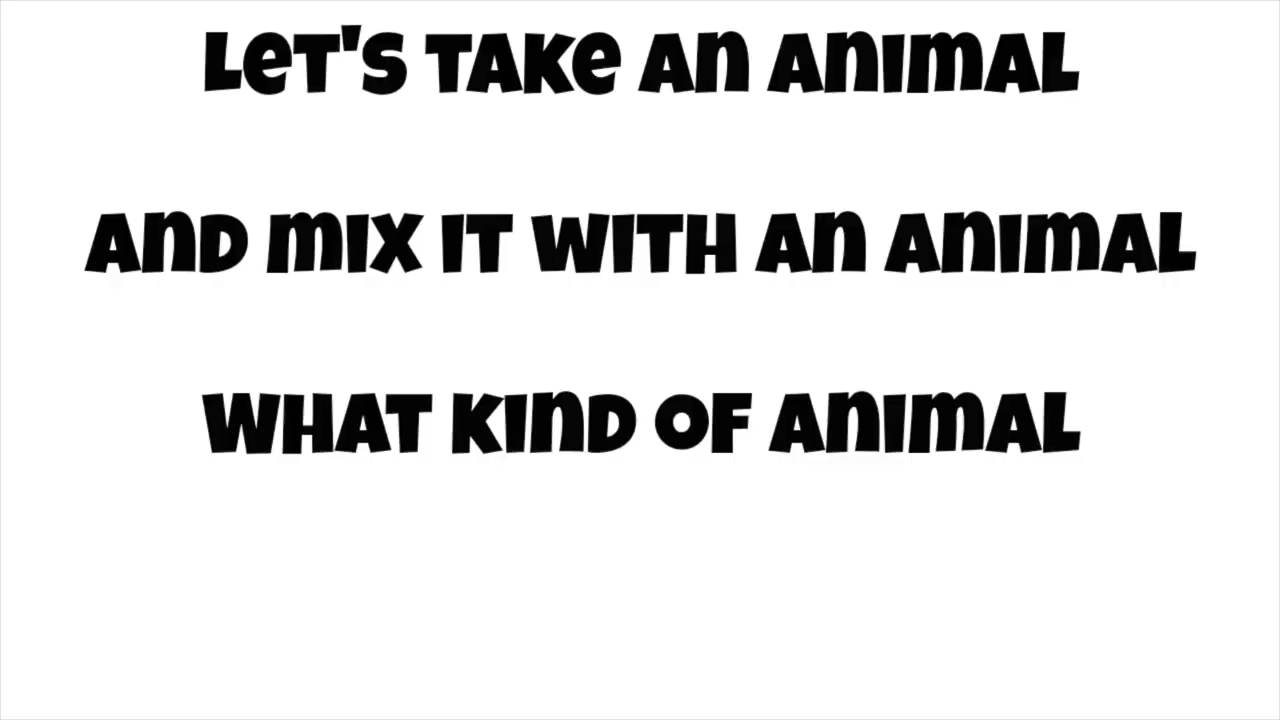 LET'S TAKE AN ANIMAL
AND MIX IT WITH AN ANIMAL
WHAT KIND OF ANIMAL